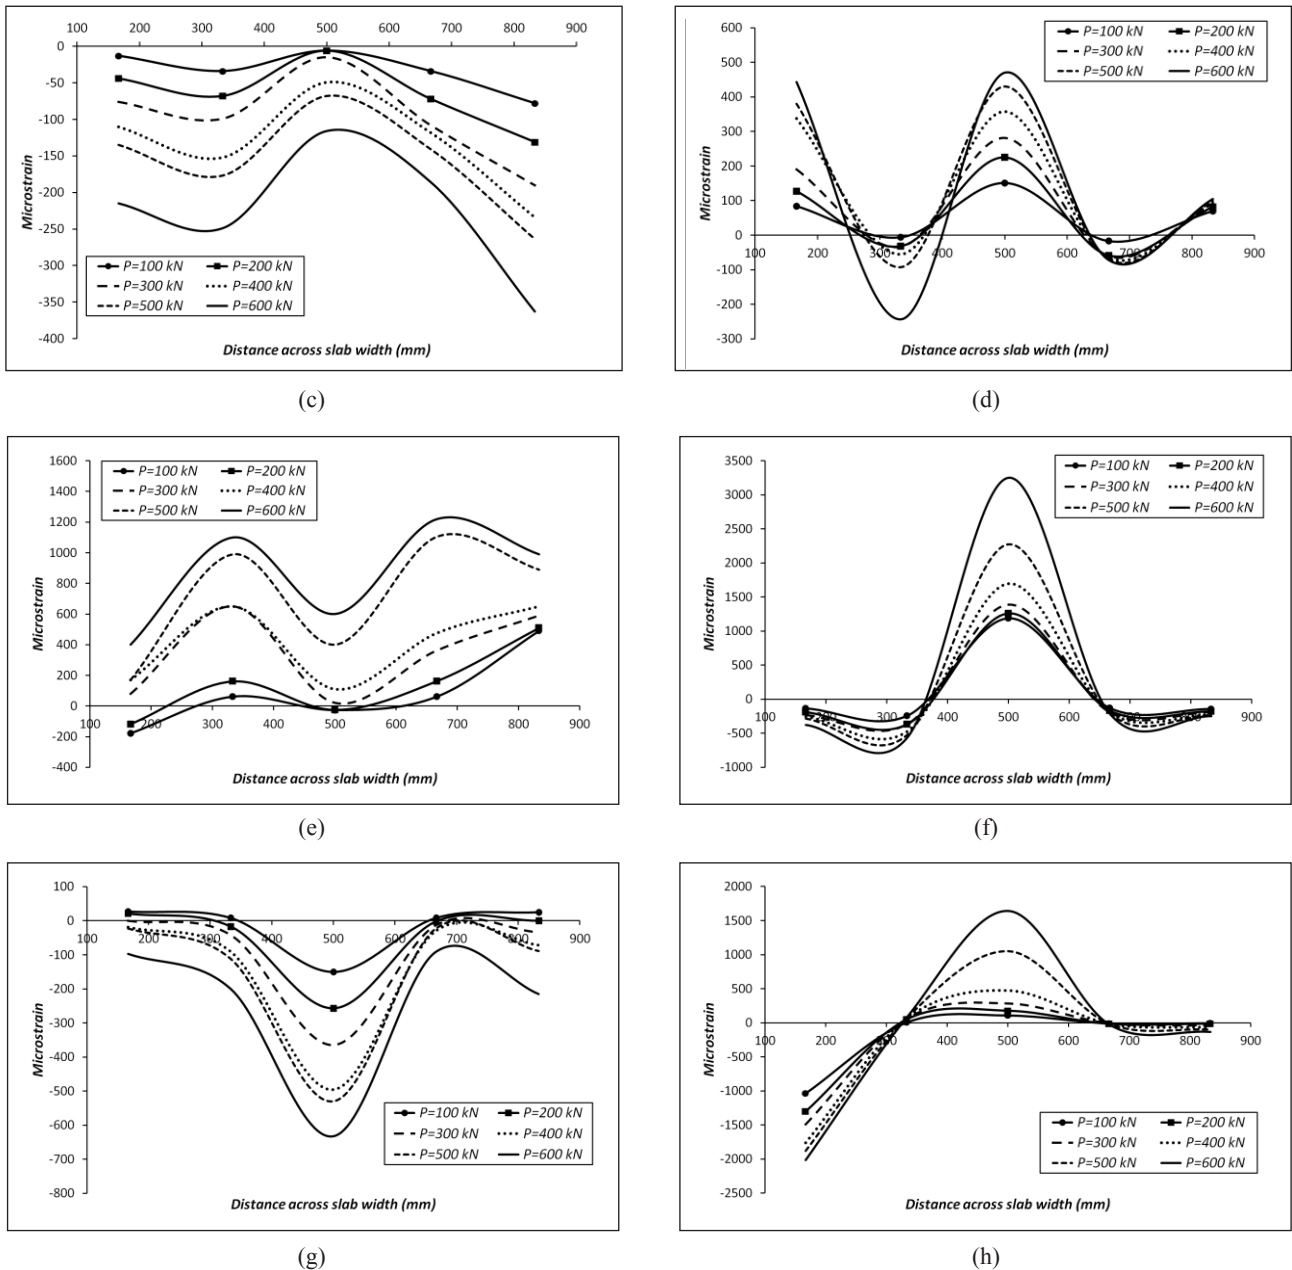 100 200 300 400 500 600 700 800 900
0
-50
-100
-150
-200
-250
-300
-350
-400
Microstrain
P=100 kN P=200 kN
P=300 kN P=400 kN
P=500 kN P=600 kN
Distance across slab width (mm)
(c)
600
500
400
300
200
100
0
-100
-200
-300
100 200 300 400 500 600 700 800 900
Microstrain
P=100 kN P=200 kN
P=300 kN P=400 kN
P=500 kN P=600 kN
Distance across slab width (mm)
(d)
1600
1400
1200
1000
800
600
400
200
0
-200
-400
100 200 300 400 500 600 700 800 900
Microstrain
P=100 kN P=200 kN
P=300 kN P=400 kN
P=500 kN P=600 kN
Distance across slab width (mm)
(e)
3500
3000
2500
2000
1500
1000
500
0
-500
-1000
100 200 300 400 500 600 700 800 900
Microstrain
P=100 kN P=200 kN
P=300 kN P=400 kN
P=500 kN P=600 kN
Distance across slab width (mm)
(f)
100
0
-100
-200
-300
-400
-500
-600
-700
-800
100 200 300 400 500 600 700 800 900
Microstrain
P=100 kN P=200 kN
P=300 kN P=400 kN
P=500 kN P=600 kN
Distance across slab width (mm)
(g)
2000
1500
1000
500
0
-500
-1000
-1500
-2000
-2500
100 200 300 400 500 600 700 800 900
Microstrain
P=100 kN P=200 kN
P=300 kN P=400 kN
P=500 kN P=600 kN
Distance across slab width (mm)
(h)